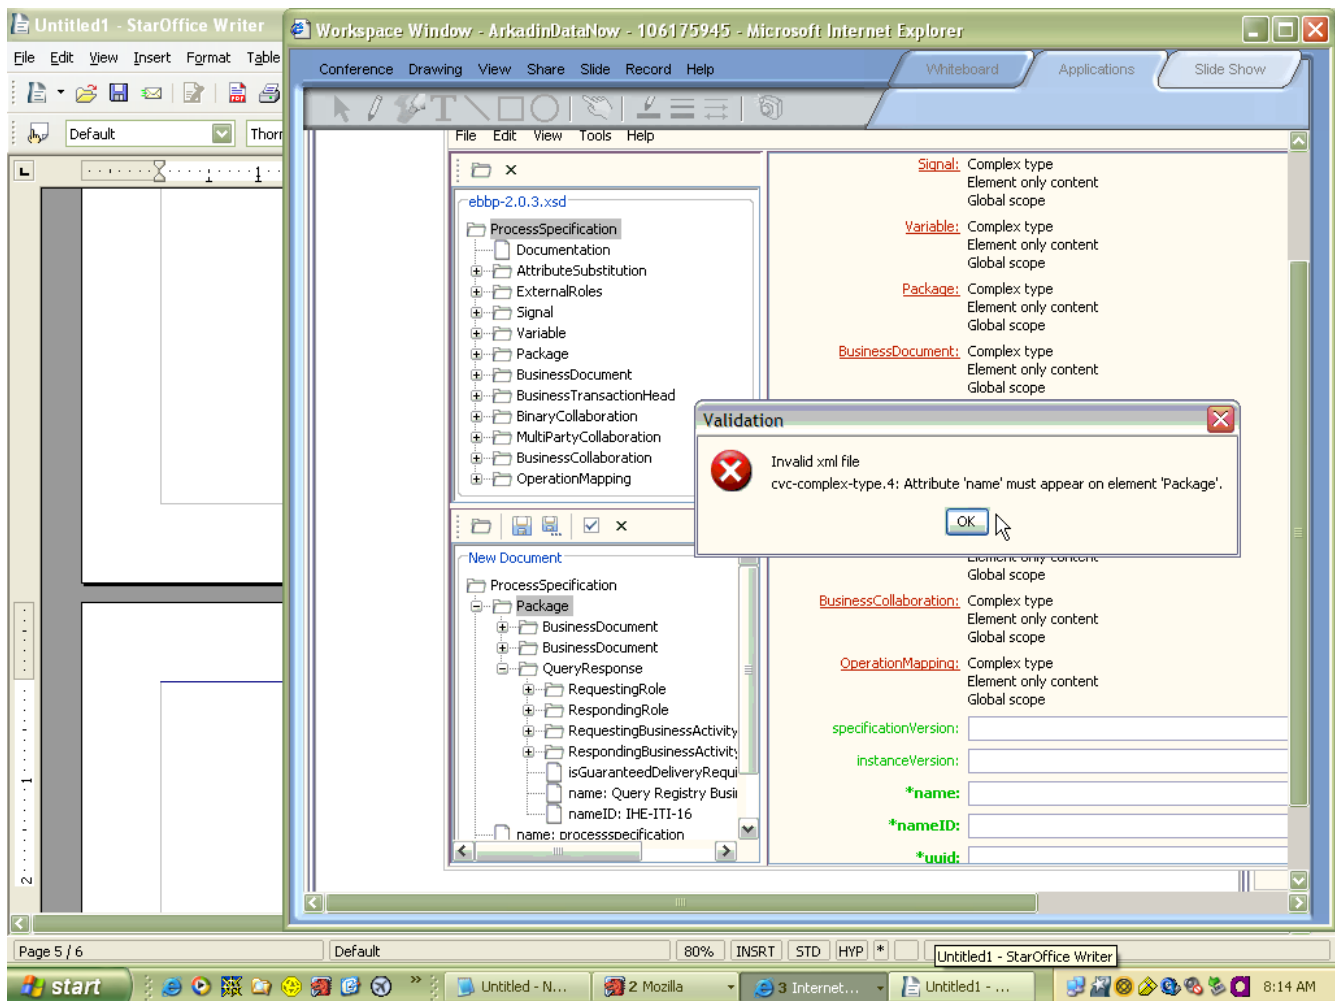 Untitled1 - StarOffice Writer
File Edit View Insert Format Table
Default
Thorn
Workspace Window - ArkadinDataNow - 106175945 - Microsoft Internet Explorer
Conference Drawing View Share Slide Record Help
Whiteboard
Applications
Slide Show
File Edit View Tools Help
ebbp-2.0.3.xsd
ProcessSpecification
Documentation
AttributeSubstitution
ExternalRoles
Signal
Variable
Package
BusinessDocument
BusinessTransactionHead
BinaryCollaboration
MultiPartyCollaboration
BusinessCollaboration
OperationMapping
New Document
ProcessSpecification
Package
BusinessDocument
BusinessDocument
QueryResponse
RequestingRole
RespondingRole
RequestingBusinessActivity
RespondingBusinessActivity
isGuaranteedDeliveryRequi
name: Query Registry Busi
nameID: IHE-ITI-16
name: processspecification
Signal: Complex type
Element only content
Global scope
Variable: Complex type
Element only content
Global scope
Package: Complex type
Element only content
Global scope
BusinessDocument: Complex type
Element only content
Global scope
Validation
Invalid xml file
cvc-complex-type.4: Attribute 'name' must appear on element 'Package'.
OK
Element only content
Global scope
BusinessCollaboration: Complex type
Element only content
Global scope
OperationMapping: Complex type
Element only content
Global scope
specificationVersion:
instanceVersion:
*name:
*nameID:
*uuid:
Page 5 / 6
Default
80%
INSRT
STD
HYP
*
Untitled1 - StarOffice Writer
start
Untitled - N...
2 Mozilla
3 Internet...
Untitled1 - ...
8:14 AM